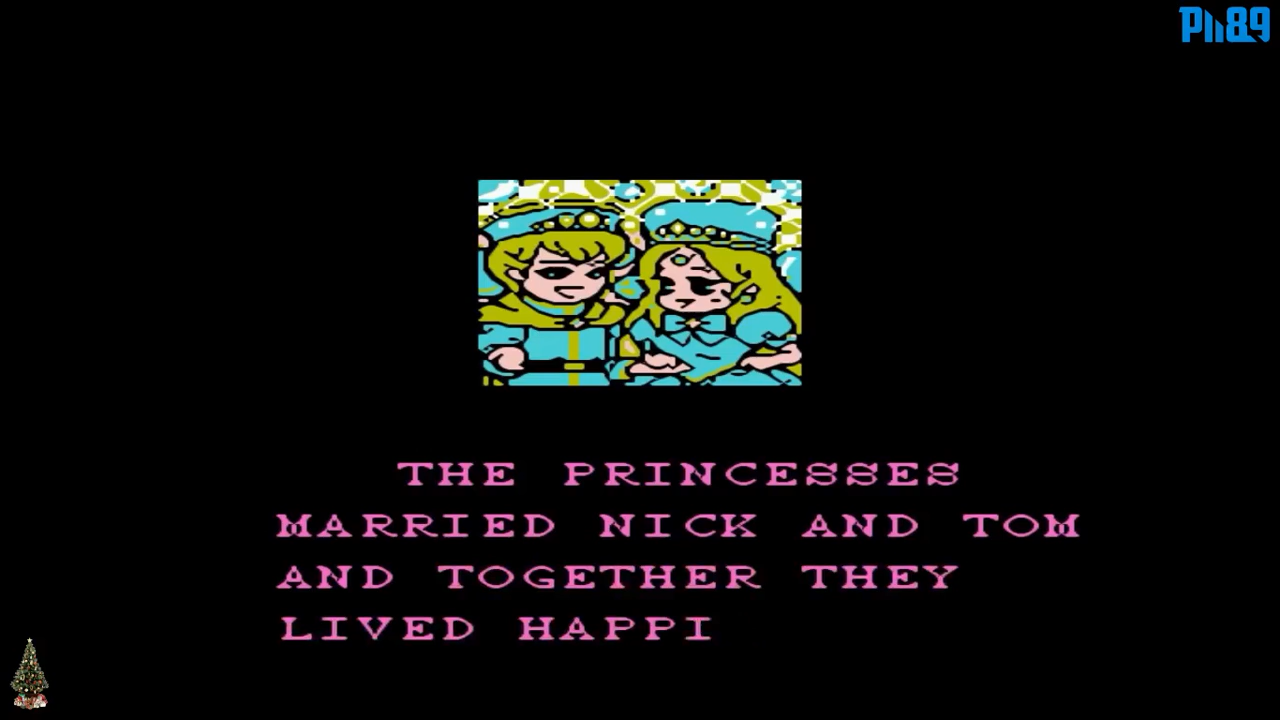 Ph89
THE PRINCESSES
MARRIED NICK AND TOM
AND TOGETHER THEY
LIVED HAPPI